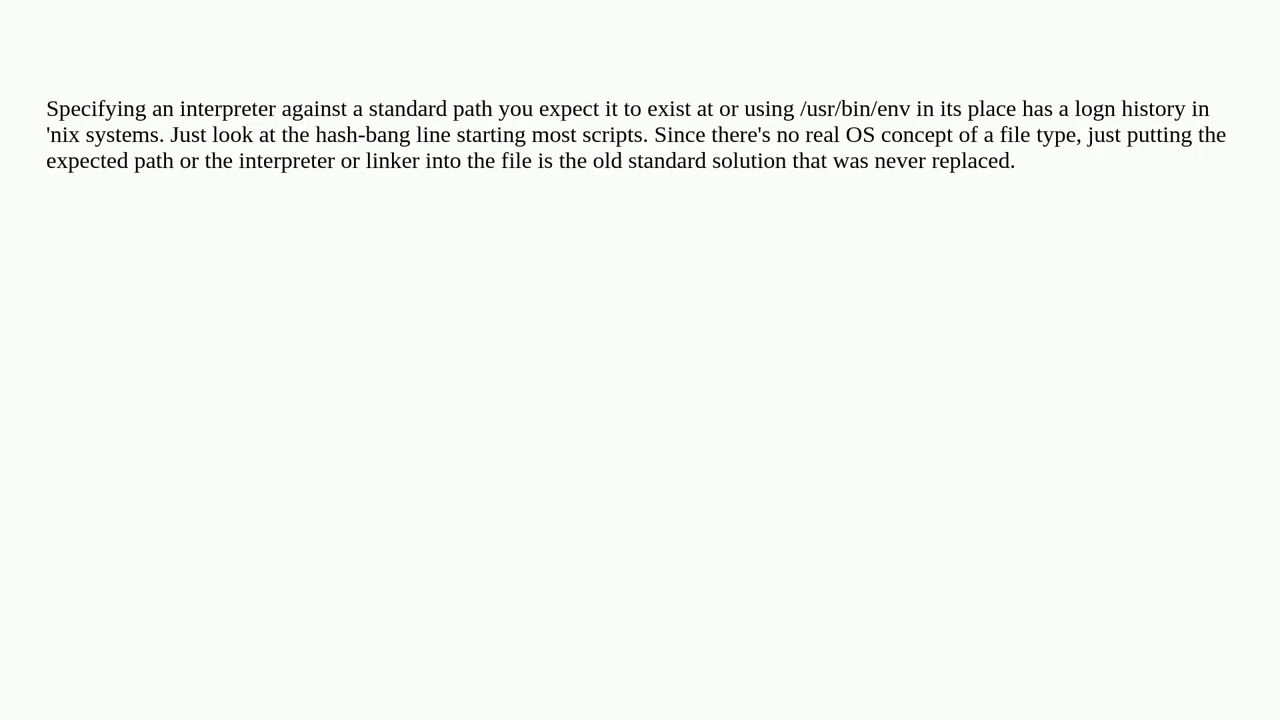 Specifying an interpreter against a standard path you expect it to exist at or using /usr/bin/env in its place has a logn history in
'nix systems. Just look at the hash-bang line starting most scripts. Since there's no real OS concept of a file type, just putting the
expected path or the interpreter or linker into the file is the old standard solution that was never replaced.